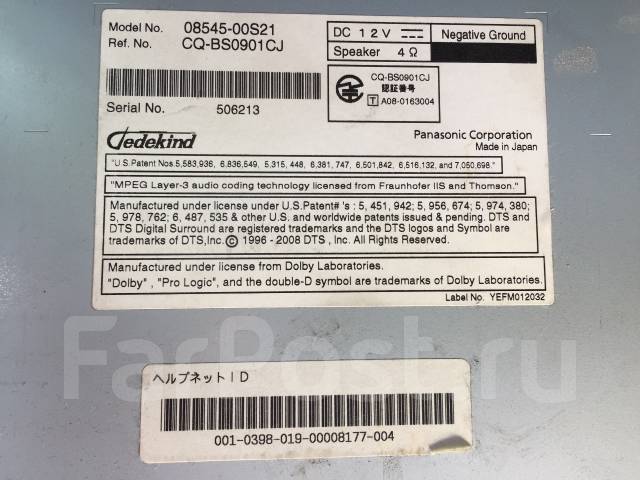 Model No. 08545-00S21
Ref. No. CQ-BS0901CJ
DC 12V Negative Ground
Speaker 4Ω
CQ-BS0901CJ
認証番号
T A08-0163004
Serial No. 506213
Gedekind
Panasonic Corporation
Made in Japan
"U.S.Patent Nos 5,583,936, 6,836,549, 5,315,448, 6,381,747, 6,501,842, 6,516,132, and 7,050,698."
"MPEG Layer-3 audio coding technology licensed from Fraunhofer IIS and Thomson."
Manufactured under license under U.S.Patent# 's : 5, 451, 942; 5, 956, 674; 5, 974, 380;
5, 978, 762; 6, 487, 535 & other U.S. and worldwide patents issued & pending. DTS and
DTS Digital Surround are registered trademarks and the DTS logos and Symbol are
trademarks of DTS,Inc. © 1996 - 2008 DTS , Inc. All Rights Reserved.
Manufactured under license from Dolby Laboratories.
"Dolby" , "Pro Logic", and the double-D symbol are trademarks of Dolby Laboratories.
Label No. YEFM012032
FarPost.ru
ヘルプネットID
001-0398-019-00008177-004